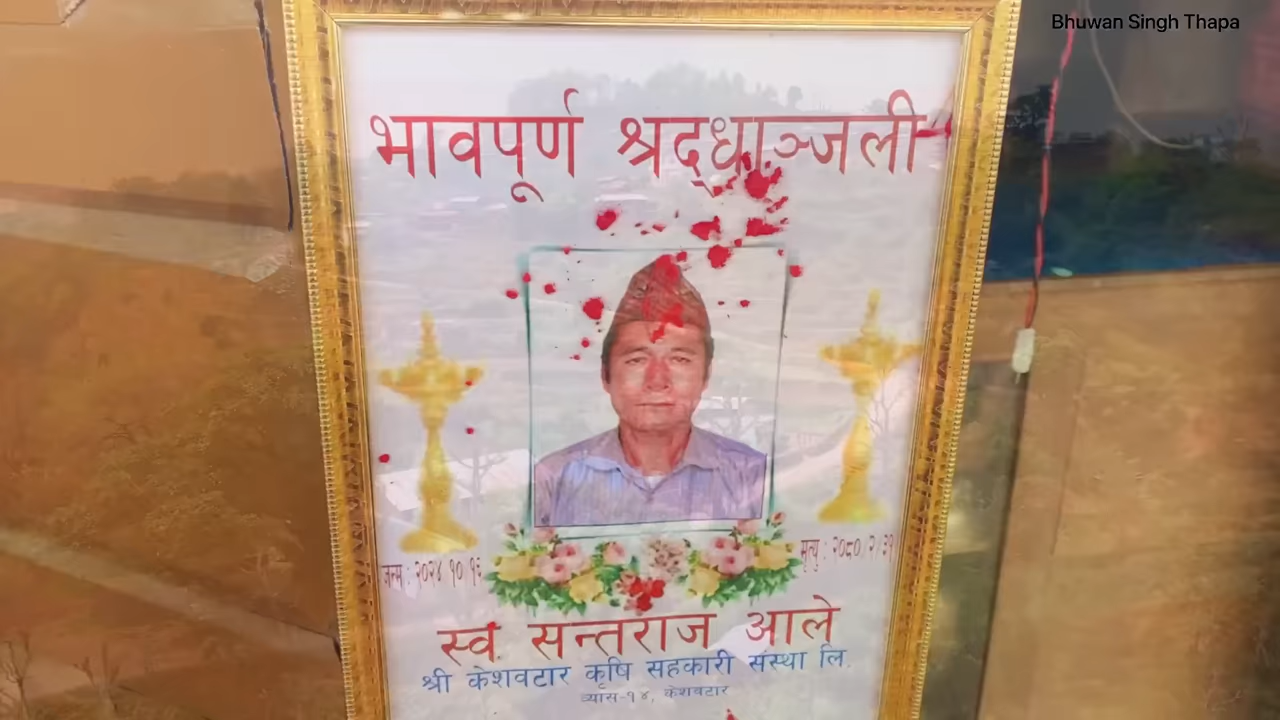 Bhuwan Singh Thapa
भावपूर्ण श्रद्धाञ्जली
जन्म : २०२४ १० १६
मृत्यु : २०८० / २ / ३१
स्व. सन्तराज आले
श्री केशवटार कृषि सहकारी संस्था लि.
व्यास-१४, केशवटार